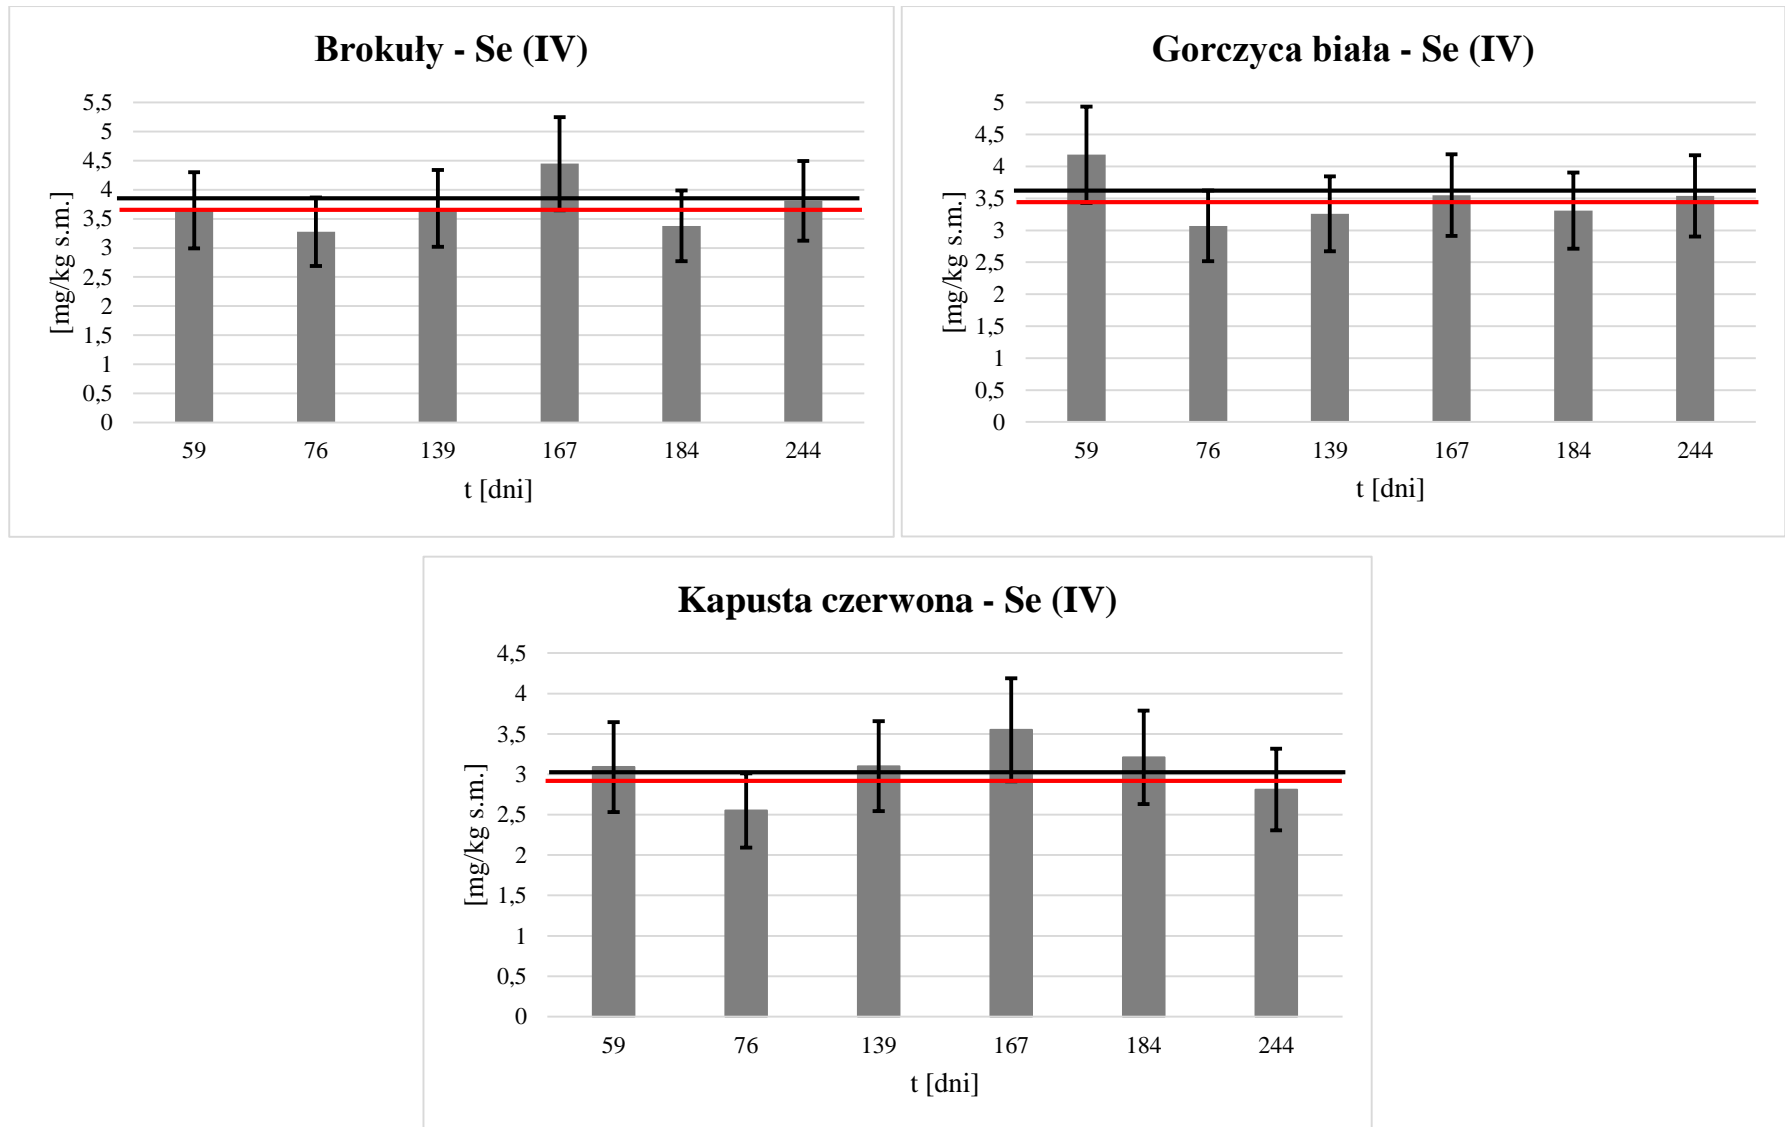 Brokuły - Se (IV)
[mg/kg s.m.]
5,5
5
4,5
4
3,5
3
2,5
2
1,5
1
0,5
0
59 76 139 167 184 244
t [dni]
Gorczyca biała - Se (IV)
[mg/kg s.m.]
5
4,5
4
3,5
3
2,5
2
1,5
1
0,5
0
59 76 139 167 184 244
t [dni]
Kapusta czerwona - Se (IV)
[mg/kg s.m.]
4,5
4
3,5
3
2,5
2
1,5
1
0,5
0
59 76 139 167 184 244
t [dni]